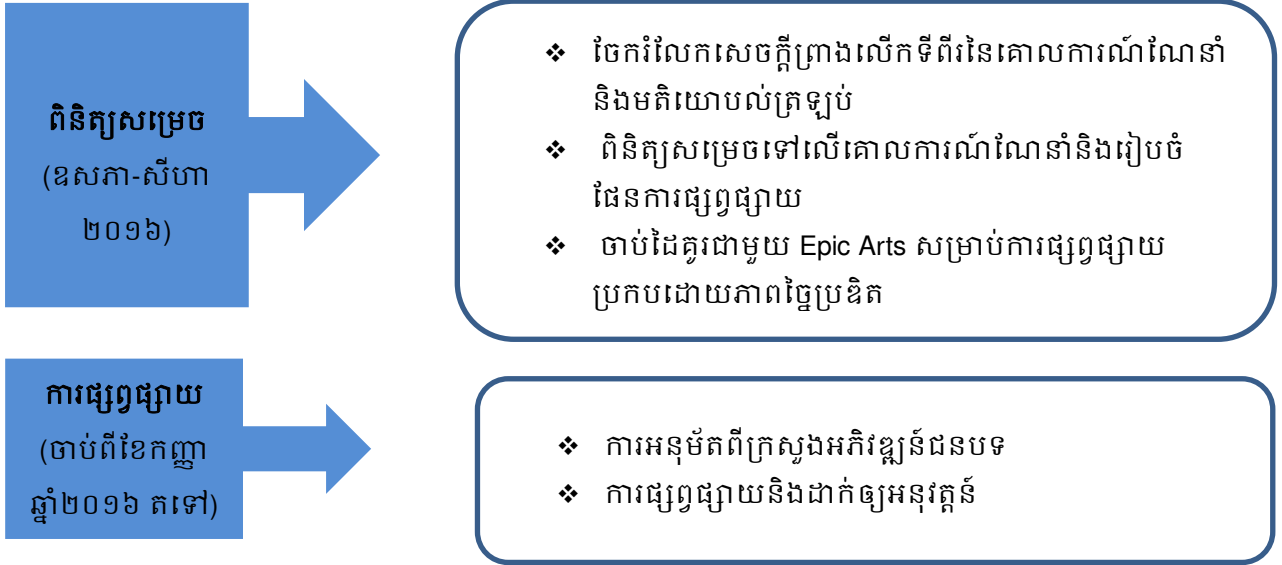 ពិនិត្យសម្រេច
(ឧសភា-សីហា
២០១៦)
❖ ចែករំលែកសេចក្តីព្រាងលើកទីពីរនៃគោលការណ៍ណែនាំ
និងមតិយោបល់ត្រឡប់
❖ ពិនិត្យសម្រេចទៅលើគោលការណ៍ណែនាំនិងរៀបចំ
ផែនការផ្សព្វផ្សាយ
❖ ចាប់ដៃគូរជាមួយ Epic Arts សម្រាប់ការផ្សព្វផ្សាយ
ប្រកបដោយភាពច្នៃប្រឌិត
ការផ្សព្វផ្សាយ
(ចាប់ពីខែកញ្ញា
ឆ្នាំ២០១៦ តទៅ)
❖ ការអនុម័តពីក្រសួងអភិវឌ្ឍន៍ជនបទ
❖ ការផ្សព្វផ្សាយនិងដាក់ឲ្យអនុវត្តន៍